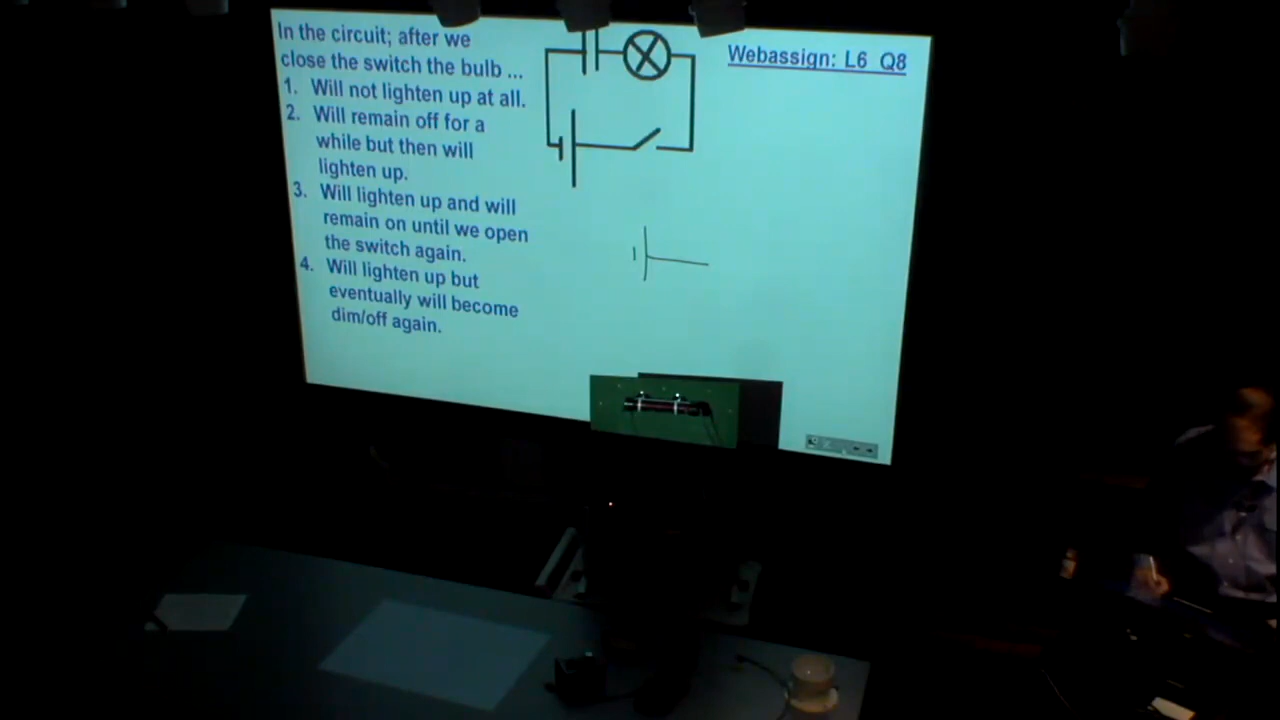 In the circuit; after we
close the switch the bulb ...
1. Will not lighten up at all.
2. Will remain off for a
while but then will
lighten up.
3. Will lighten up and will
remain on until we open
the switch again.
4. Will lighten up but
eventually will become
dim/off again.
Webassign: L6 Q8